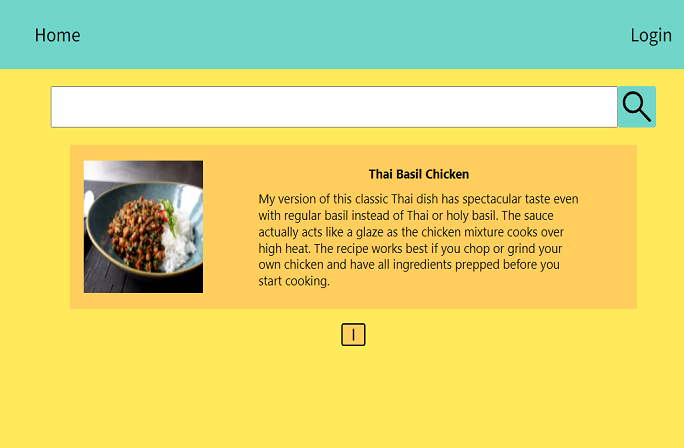 Home
Login
Thai Basil Chicken
My version of this classic Thai dish has spectacular taste even
with regular basil instead of Thai or holy basil. The sauce
actually acts like a glaze as the chicken mixture cooks over
high heat. The recipe works best if you chop or grind your
own chicken and have all ingredients prepped before you
start cooking.
1